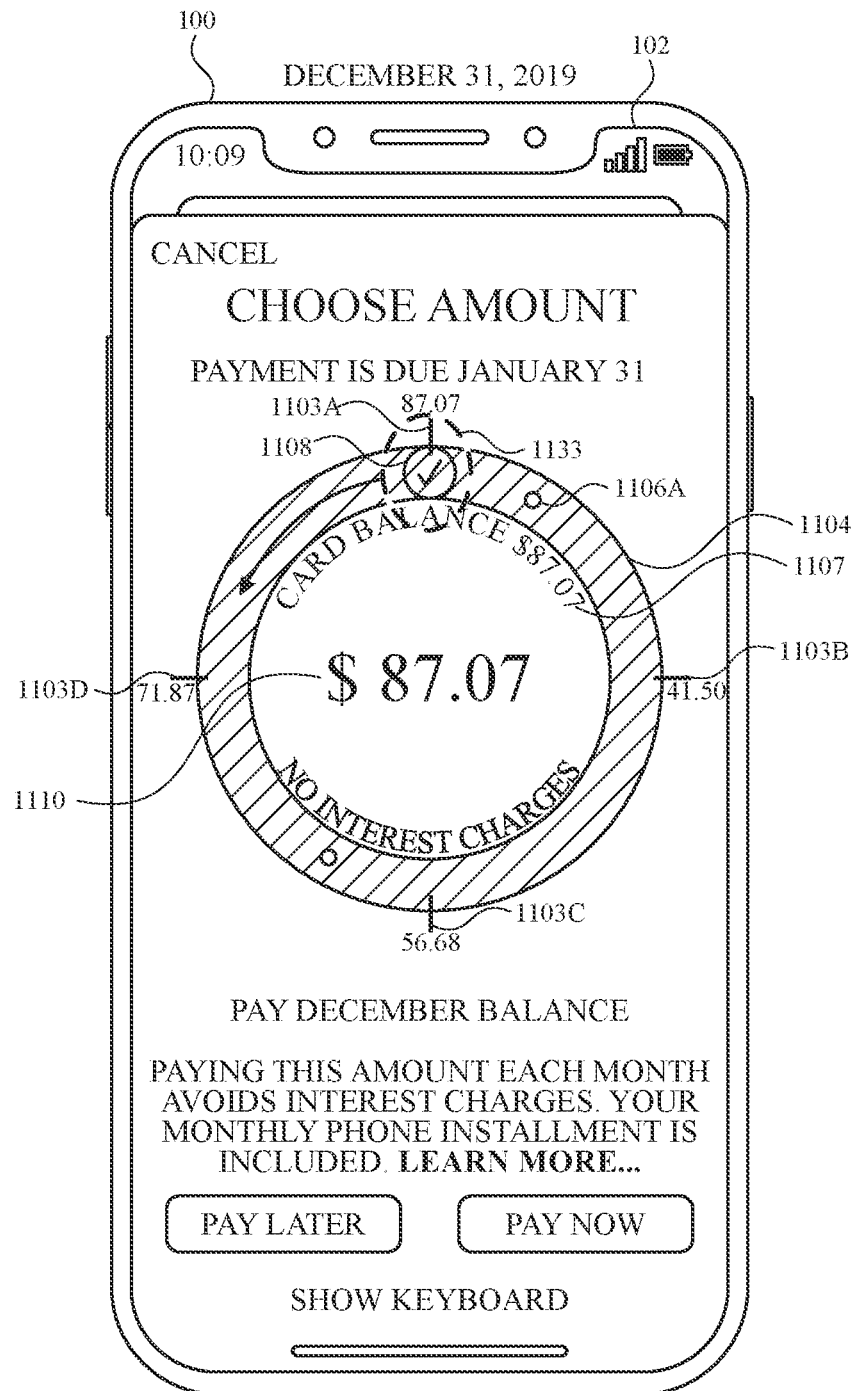 100
102
DECEMBER 31, 2019
10:09
CANCEL
CHOOSE AMOUNT
PAYMENT IS DUE JANUARY 31
1103A
87.07
1108
1133
1106A
1104
1107
CARD BALANCE $87.07
1103B
$ 87.07
1103D
71.87
41.50
1110
NO INTEREST CHARGES
1103C
56.68
PAY DECEMBER BALANCE
PAYING THIS AMOUNT EACH MONTH
AVOIDS INTEREST CHARGES. YOUR
MONTHLY PHONE INSTALLMENT IS
INCLUDED. LEARN MORE...
PAY LATER
PAY NOW
SHOW KEYBOARD